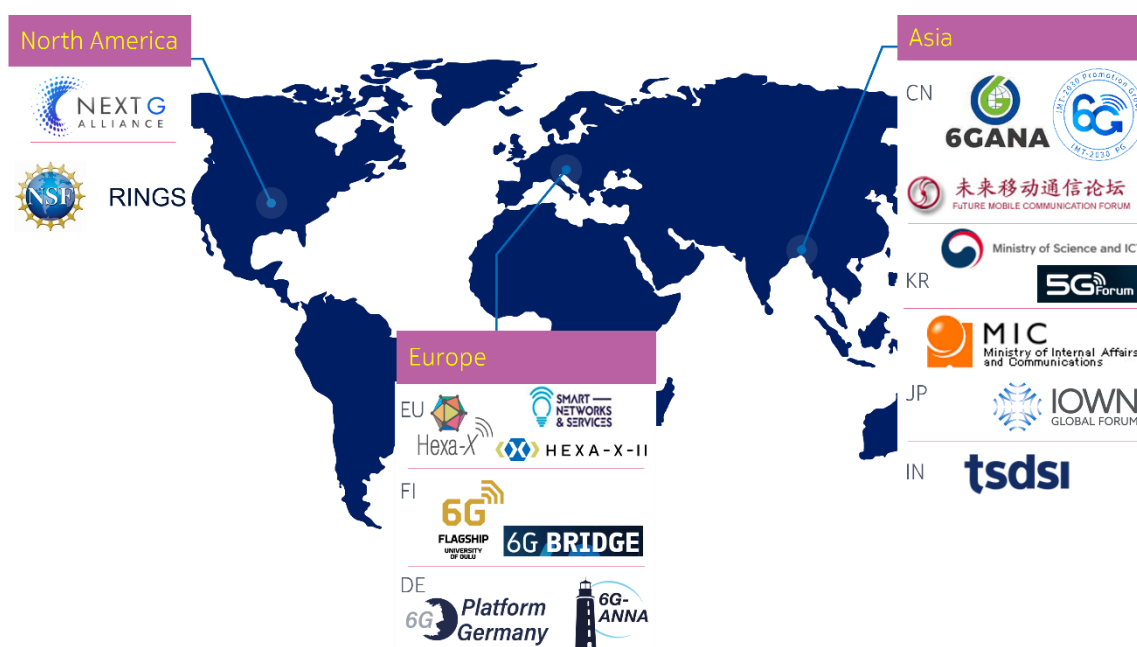 North America
NEXT G
ALLIANCE
NSF
RINGS
Europe
EU
Hexa-X
SMART
NETWORKS
& SERVICES
HEXA-X-II
FI
6G
FLAGSHIP
UNIVERSITY
OF OULU
6G BRIDGE
DE
6G Platform
Germany
6G-
ANNA
Asia
CN
6GANA
IMT-2030 Promotion Group
6G
IMT-2030 PG
未来移动通信论坛
FuTURE MOBILE COMMUNICATION FORUM
Ministry of Science and ICT
KR
5G Forum
MIC
Ministry of Internal Affairs
and Communications
JP
IOWN
GLOBAL FORUM
IN
tsdsi